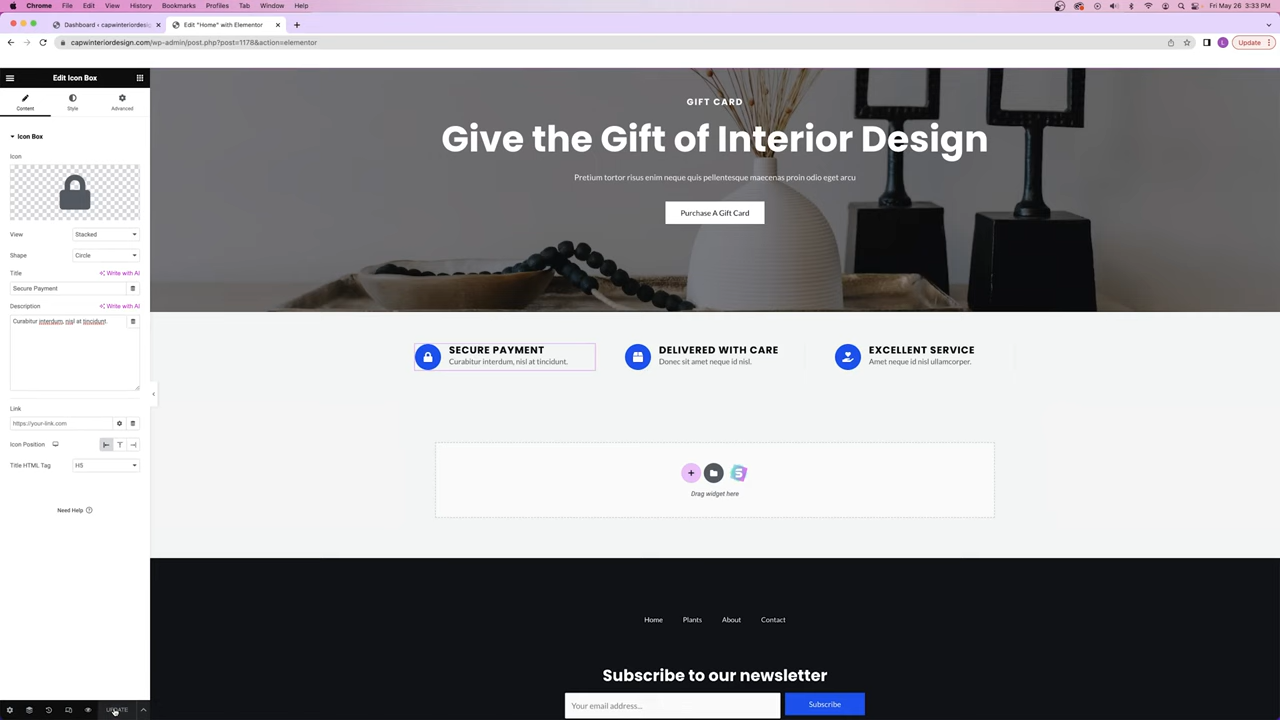 Chrome File Edit View History Bookmarks Profiles Tab Window Help
Fri May 26 3:33 PM
Dashboard ‹ capwinteriordesig
Edit "Home" with Elementor
capwinteriordesign.com/wp-admin/post.php?post=1178&action=elementor
L
Update
Edit Icon Box
Content Style Advanced
Icon Box
Icon
View Stacked
Shape Circle
Title Write with AI
Secure Payment
Description Write with AI
Curabitur interdum, nisl at tincidunt.
Link
https://your-link.com
Icon Position
Title HTML Tag H5
Need Help
UPDATE
GIFT CARD
Give the Gift of Interior Design
Pretium tortor risus enim neque quis pellentesque maecenas proin odio eget arcu
Purchase A Gift Card
SECURE PAYMENT
Curabitur interdum, nisl at tincidunt.
DELIVERED WITH CARE
Donec sit amet neque id nisl.
EXCELLENT SERVICE
Amet neque id nisl ullamcorper.
Drag widget here
Home Plants About Contact
Subscribe to our newsletter
Your email address...
Subscribe